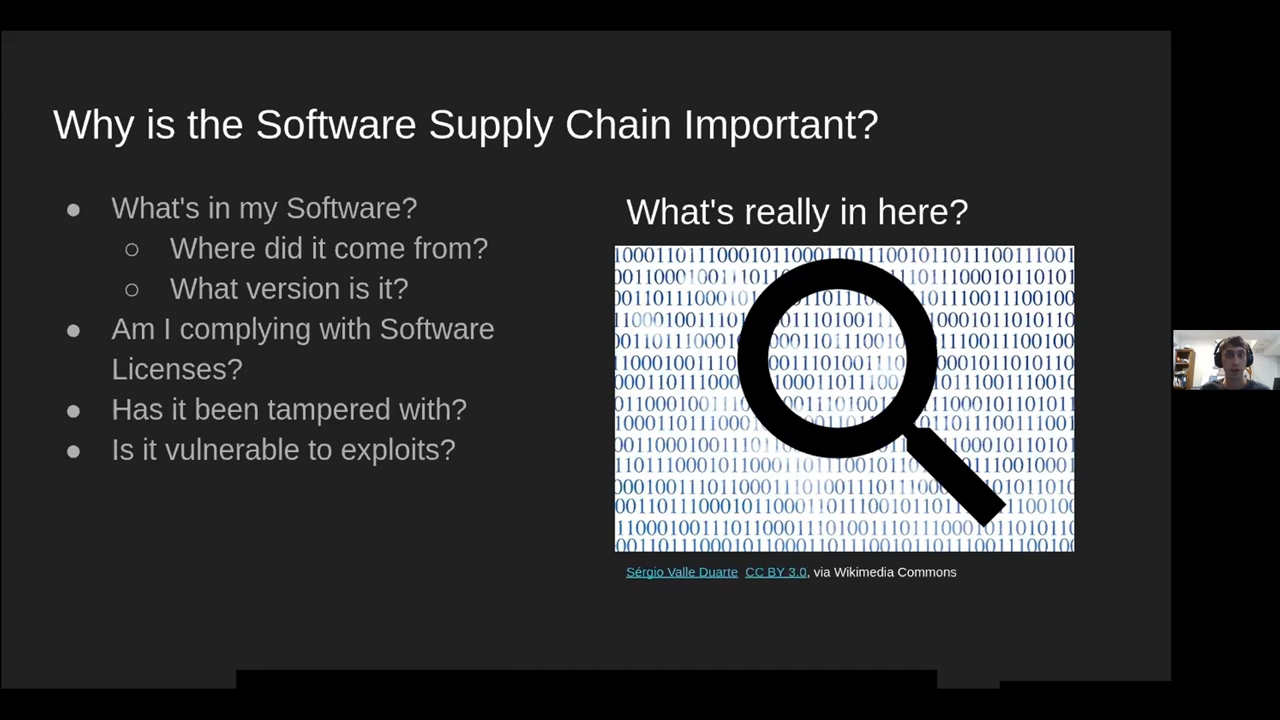 Why is the Software Supply Chain Important?
● What's in my Software?
○ Where did it come from?
○ What version is it?
● Am I complying with Software
Licenses?
● Has it been tampered with?
● Is it vulnerable to exploits?
What's really in here?
Sérgio Valle Duarte CC BY 3.0, via Wikimedia Commons